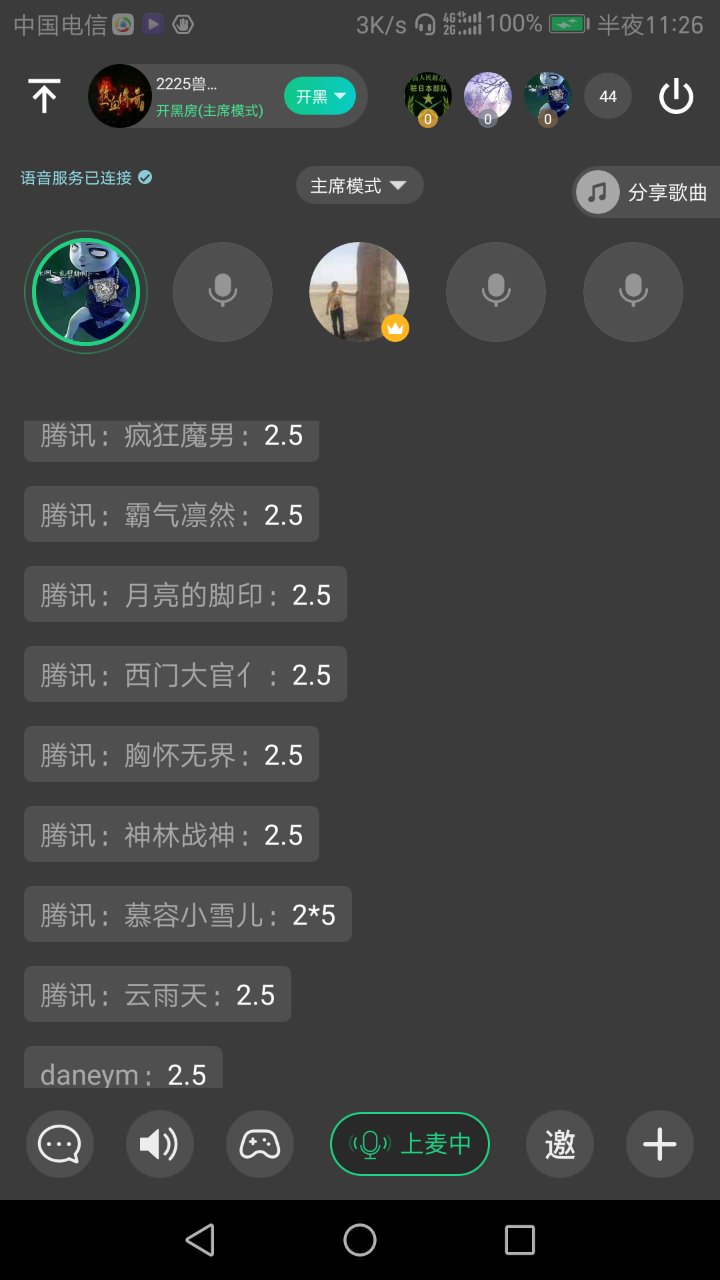 中国电信
3K/s
4G
2G
100%
半夜11:26
2225兽...
开黑房(主席模式)
开黑
0
0
0
44
语音服务已连接
主席模式
分享歌曲
腾讯：疯狂魔男：2.5
腾讯：霸气凛然：2.5
腾讯：月亮的脚印：2.5
腾讯：西门大官亻：2.5
腾讯：胸怀无界：2.5
腾讯：神林战神：2.5
腾讯：慕容小雪儿：2*5
腾讯：云雨天：2.5
daneym：2.5
上麦中
邀